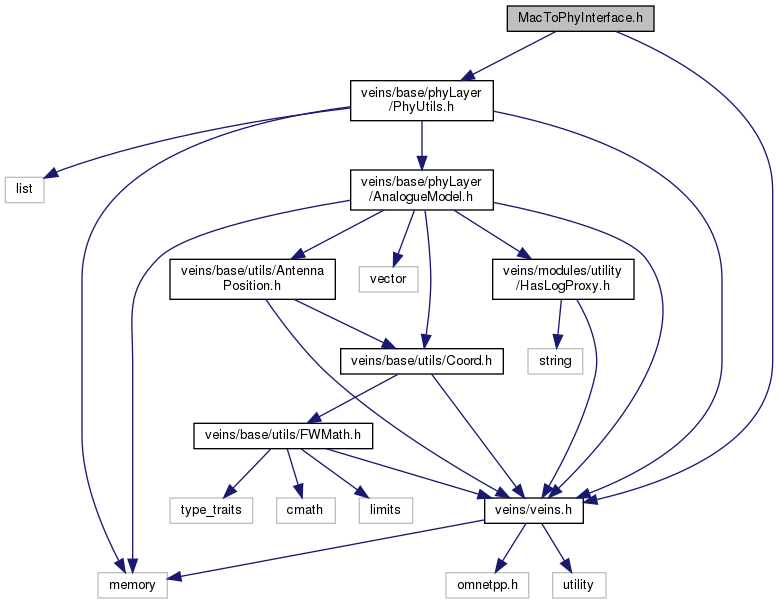 MacToPhyInterface.h
veins/base/phyLayer
/PhyUtils.h
list
veins/base/phyLayer
/AnalogueModel.h
veins/base/utils/Antenna
Position.h
vector
veins/modules/utility
/HasLogProxy.h
veins/base/utils/Coord.h
string
veins/base/utils/FWMath.h
type_traits
cmath
limits
veins/veins.h
memory
omnetpp.h
utility